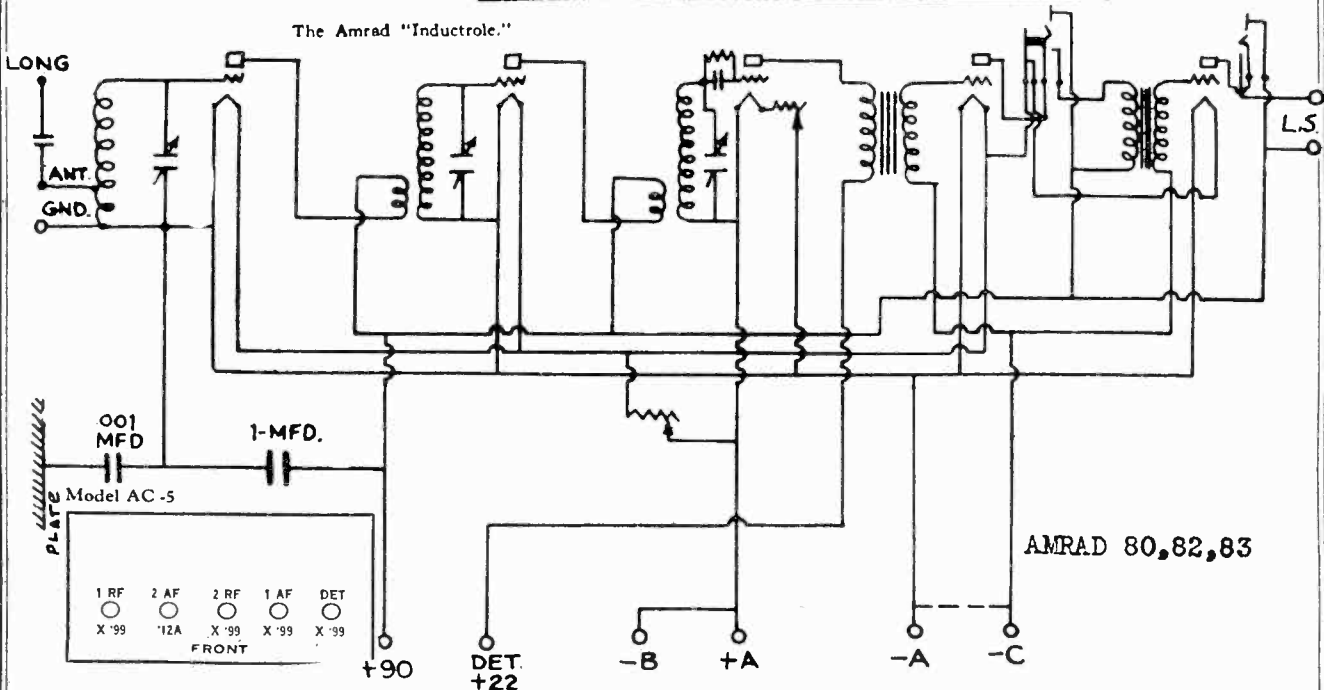 The Amrad "Inductrole."
LONG
ANT.
GND.
L.S.
.001
MFD
1-MFD.
PLATE
Model AC-5
1 RF 2 AF 2 RF 1 AF DET
X '99 '12A X '99 X '99 X '99
FRONT
AMRAD 80,82,83
+90
DET.
+22
-B
+A
-A
-C